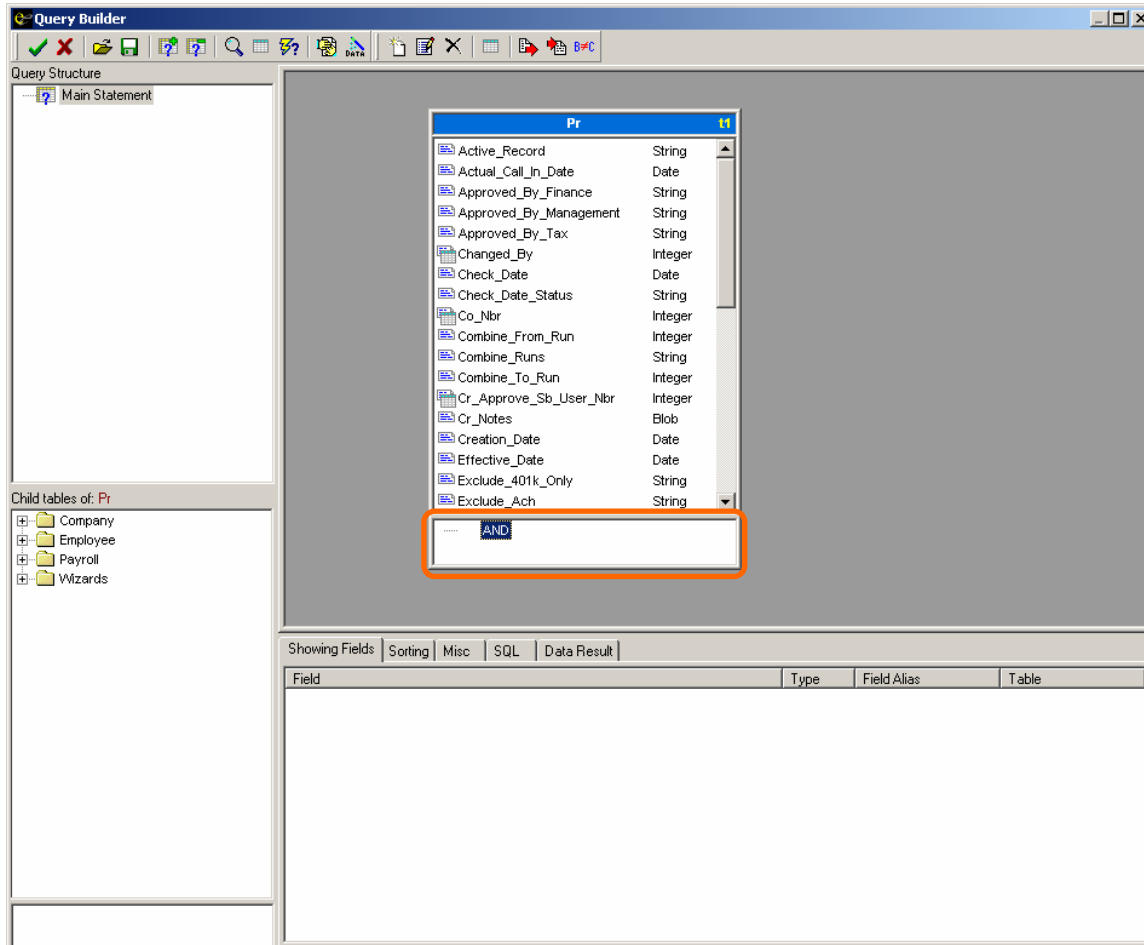 Query Builder
DATA
B≠C
Query Structure
Main Statement
Pr t1
Active_Record String
Actual_Call_In_Date Date
Approved_By_Finance String
Approved_By_Management String
Approved_By_Tax String
Changed_By Integer
Check_Date Date
Check_Date_Status String
Co_Nbr Integer
Combine_From_Run Integer
Combine_Runs String
Combine_To_Run Integer
Cr_Approve_Sb_User_Nbr Integer
Cr_Notes Blob
Creation_Date Date
Effective_Date Date
Exclude_401k_Only String
Exclude_Ach String
AND
Child tables of: Pr
Company
Employee
Payroll
Wizards
Showing Fields Sorting Misc SQL Data Result
Field Type Field Alias Table